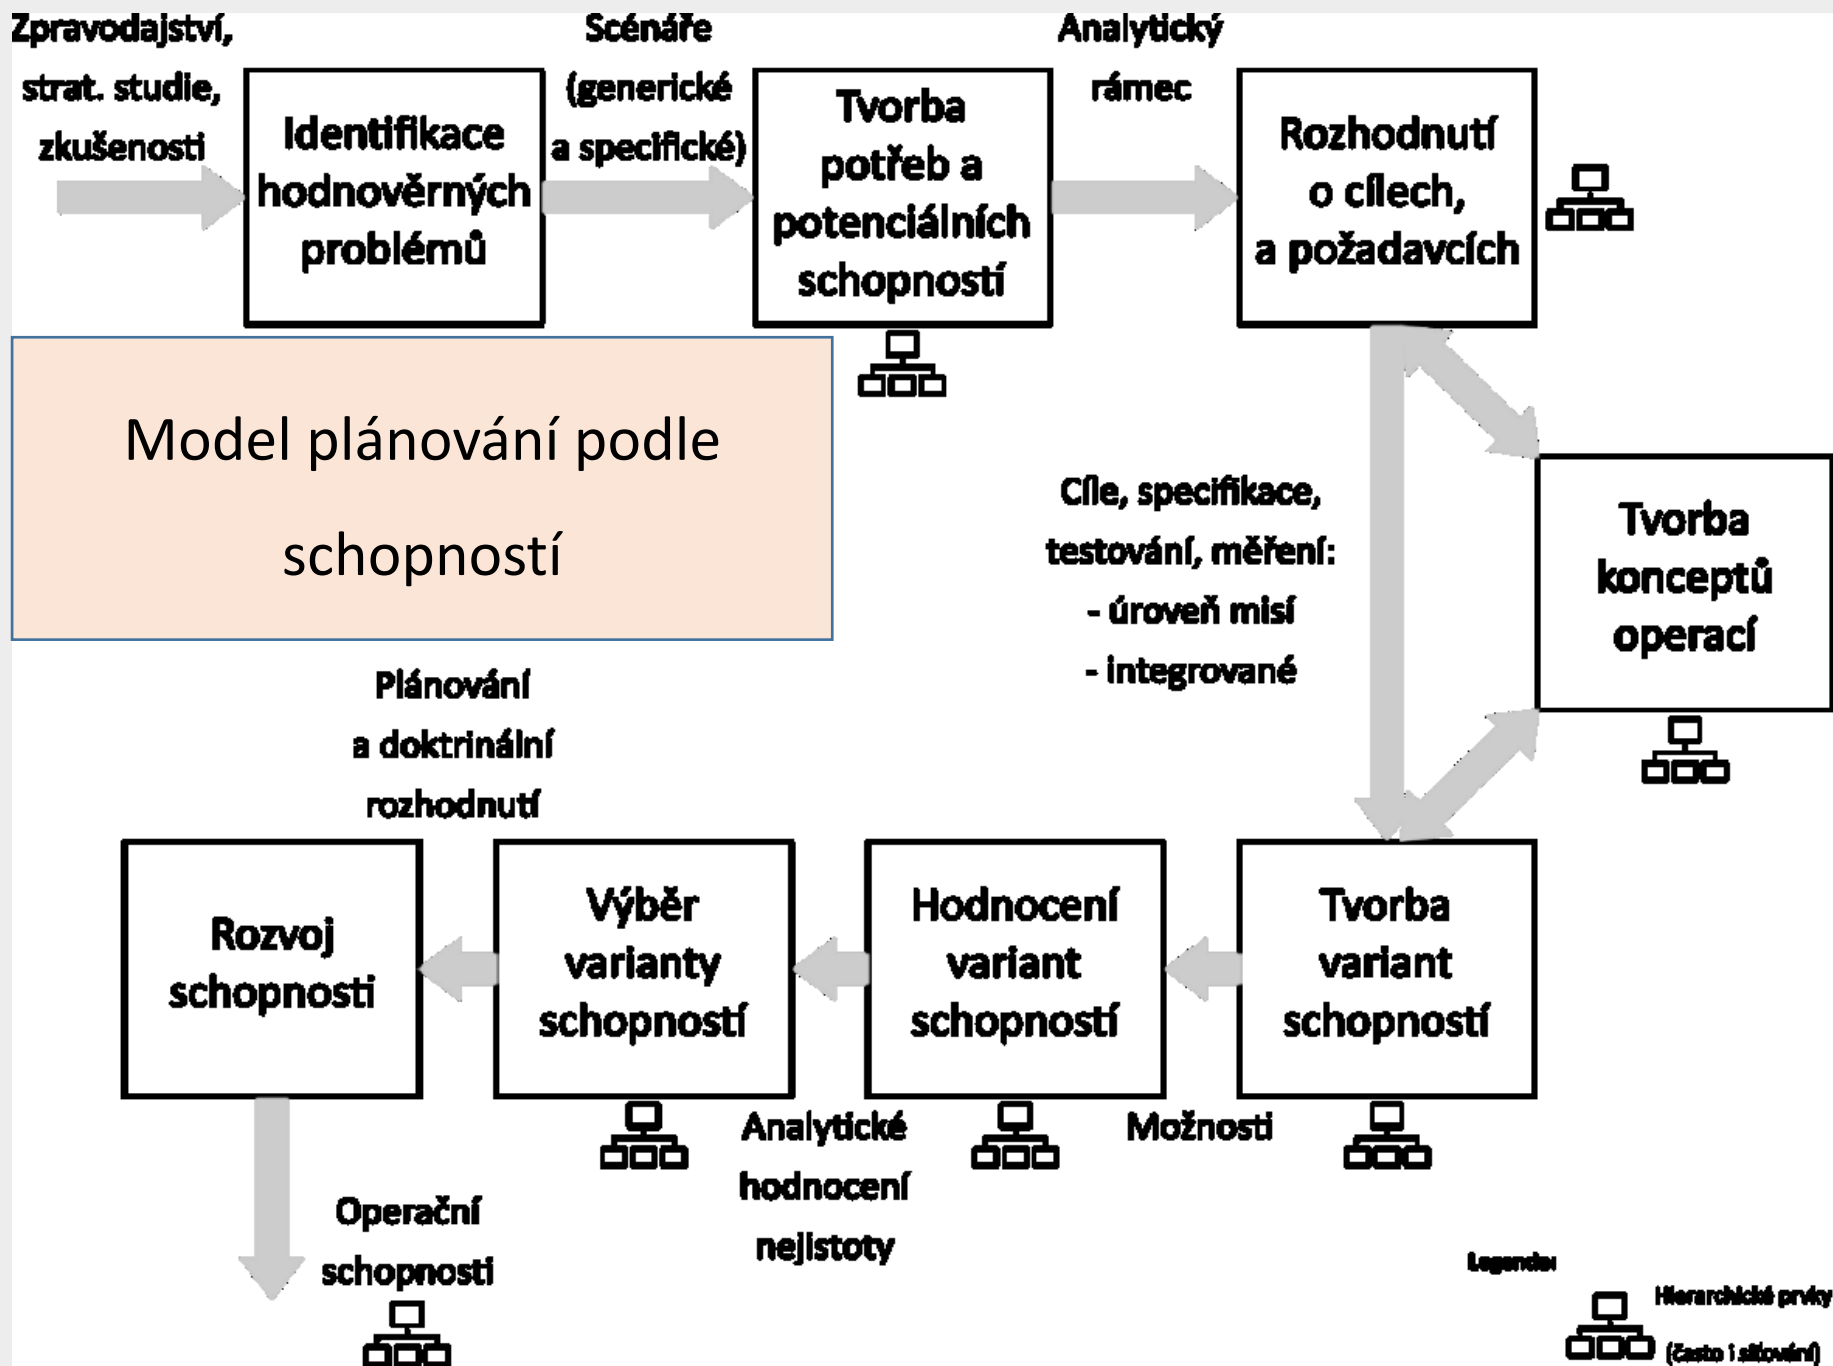 Zpravodajství,
strat. studie,
zkušenosti
Identifikace
hodnověrných
problémů
Scénáře
(generické
a specifické)
Tvorba
potřeb a
potenciálních
schopností
Analytický
rámec
Rozhodnutí
o cílech,
a požadavcích
Model plánování podle
schopností
Cíle, specifikace,
testování, měření:
- úroveň misí
- integrované
Tvorba
konceptů
operací
Plánování
a doktrinální
rozhodnutí
Rozvoj
schopnosti
Výběr
varianty
schopností
Hodnocení
variant
schopností
Tvorba
variant
schopností
Analytické
hodnocení
nejistoty
Možnosti
Operační
schopnosti
Legenda:
Hierarchické prvky
(často i síťování)